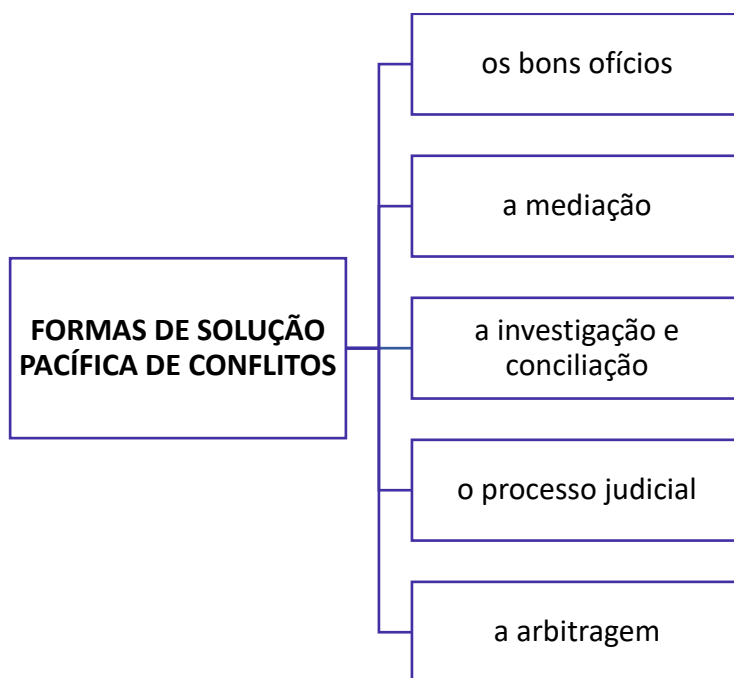 os bons ofícios
a mediação
FORMAS DE SOLUÇÃO
PACÍFICA DE CONFLITOS
a investigação e
conciliação
o processo judicial
a arbitragem